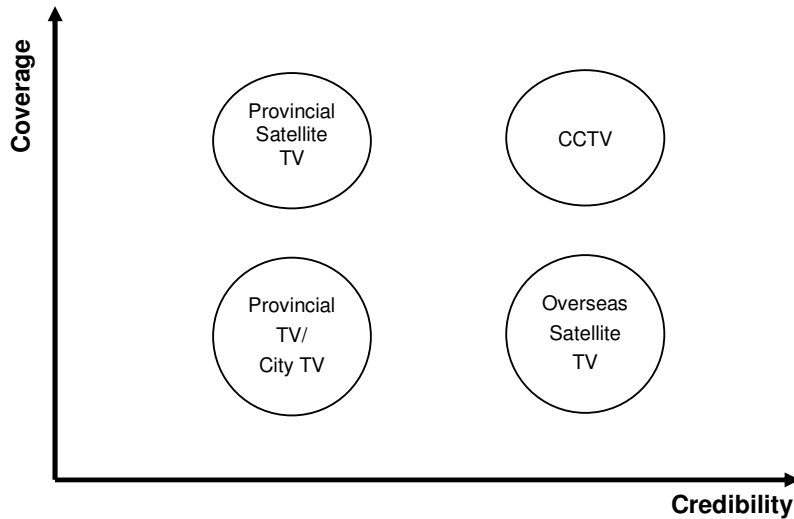 Coverage
Provincial
Satellite
TV
CCTV
Provincial
TV/
City TV
Overseas
Satellite
TV
Credibility